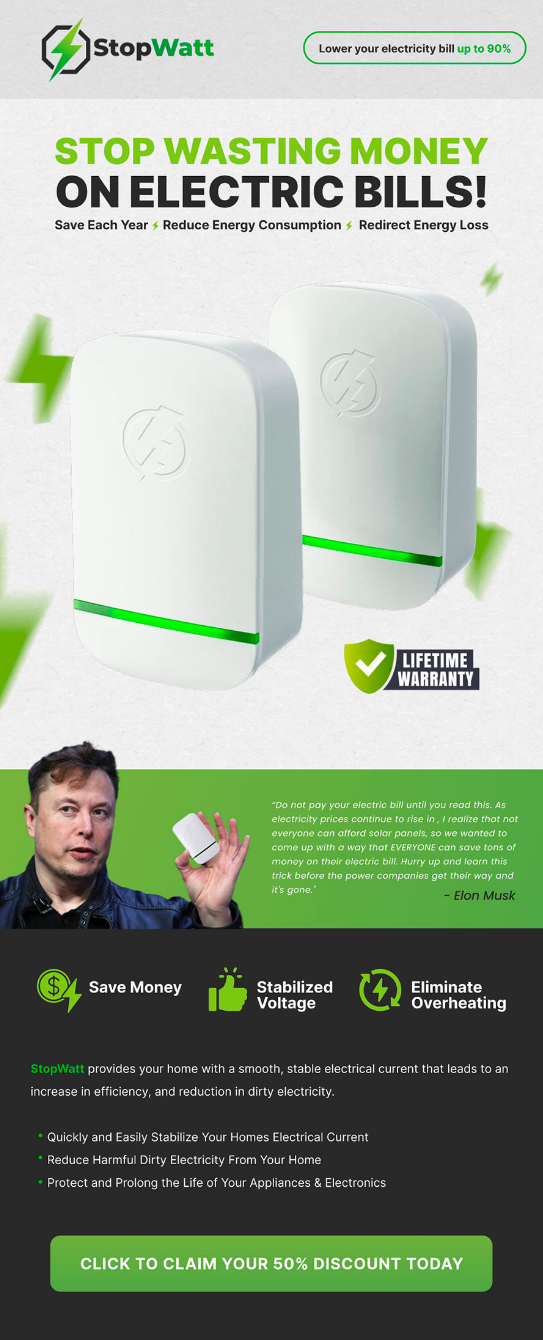 StopWatt
Lower your electricity bill up to 90%
STOP WASTING MONEY
ON ELECTRIC BILLS!
Save Each Year Reduce Energy Consumption Redirect Energy Loss
LIFETIME
WARRANTY
"Do not pay your electric bill until you read this. As
electricity prices continue to rise in , I realize that not
everyone can afford solar panels, so we wanted to
come up with a way that EVERYONE can save tons of
money on their electric bill. Hurry up and learn this
trick before the power companies get their way and
it's gone."
- Elon Musk
Save Money
Stabilized
Voltage
Eliminate
Overheating
StopWatt provides your home with a smooth, stable electrical current that leads to an
increase in efficiency, and reduction in dirty electricity.
• Quickly and Easily Stabilize Your Homes Electrical Current
• Reduce Harmful Dirty Electricity From Your Home
• Protect and Prolong the Life of Your Appliances & Electronics
CLICK TO CLAIM YOUR 50% DISCOUNT TODAY